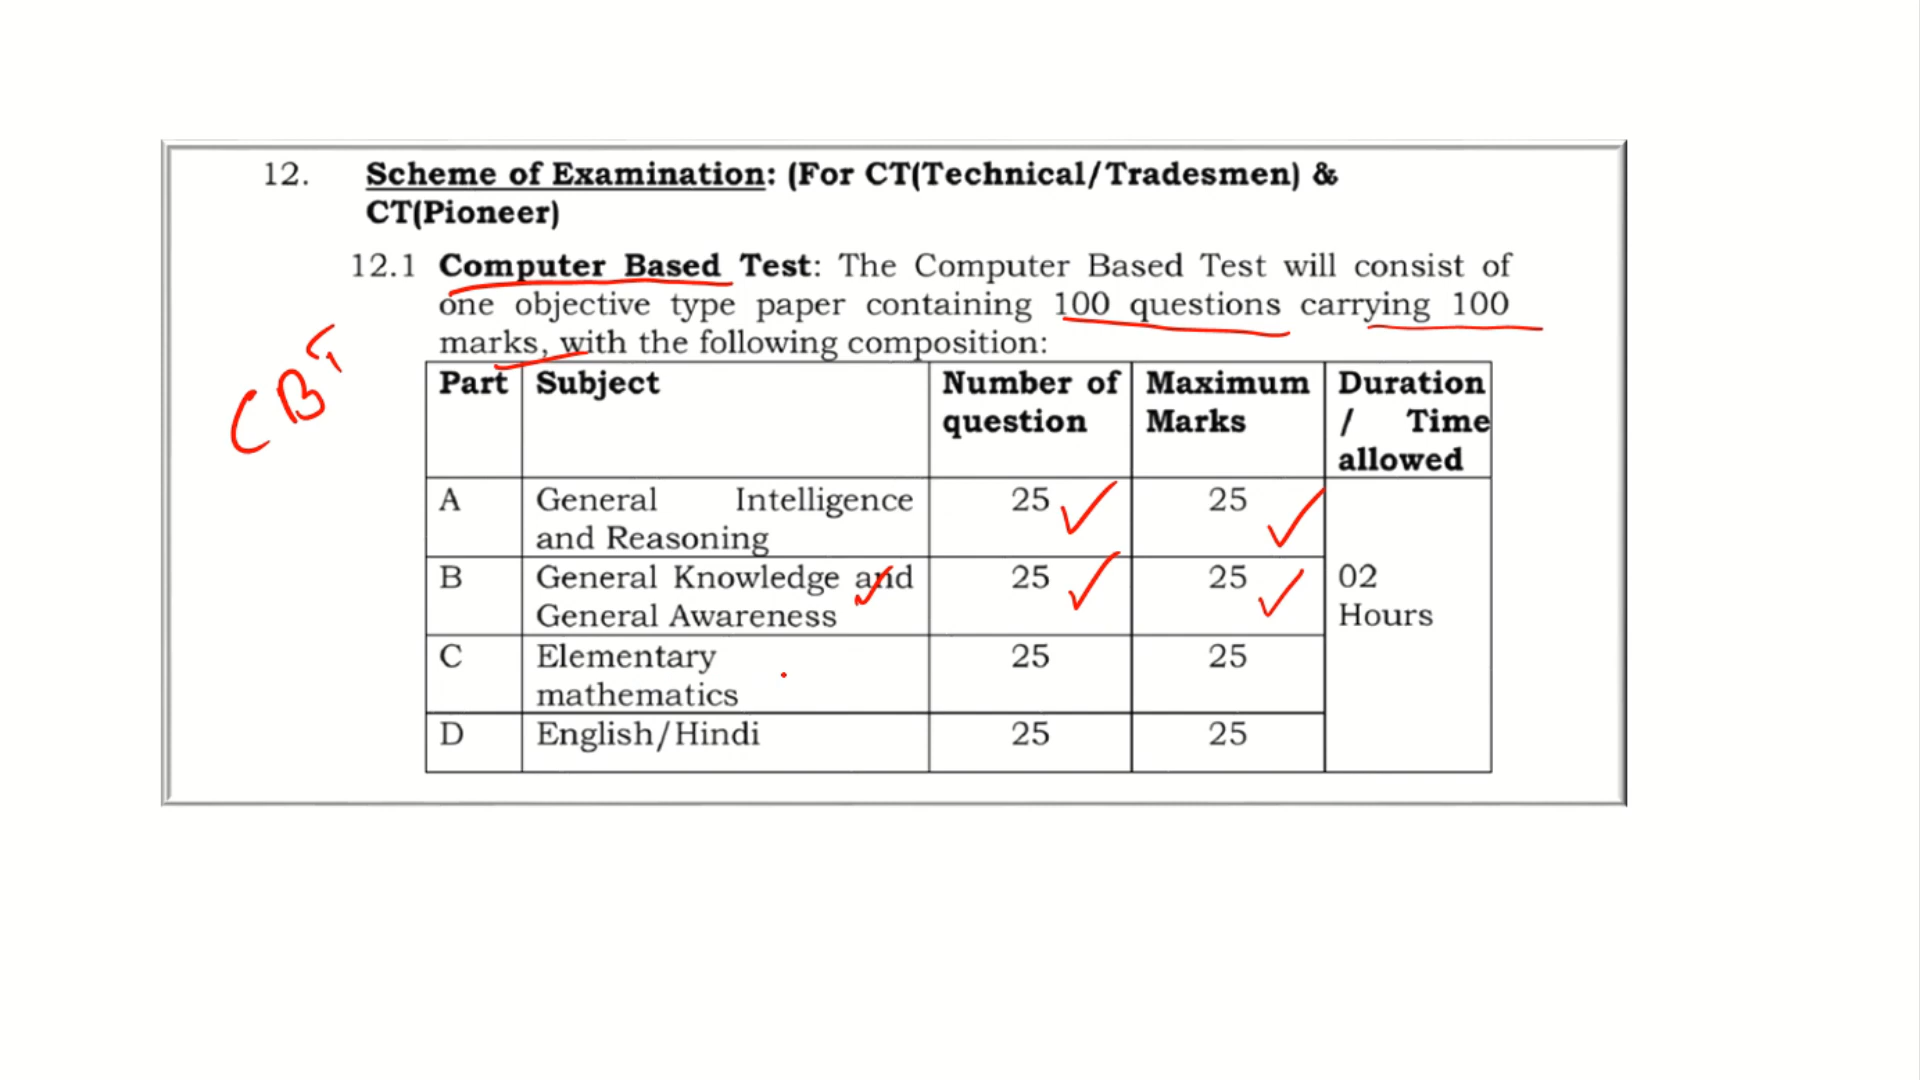 12. Scheme of Examination: (For CT(Technical/Tradesmen) &
CT(Pioneer)
12.1 Computer Based Test: The Computer Based Test will consist of
one objective type paper containing 100 questions carrying 100
marks, with the following composition:
CBT
Part Subject Number of question Maximum Marks Duration / Time allowed
A General Intelligence and Reasoning 25 25 02 Hours
B General Knowledge and General Awareness 25 25
C Elementary mathematics 25 25
D English/Hindi 25 25